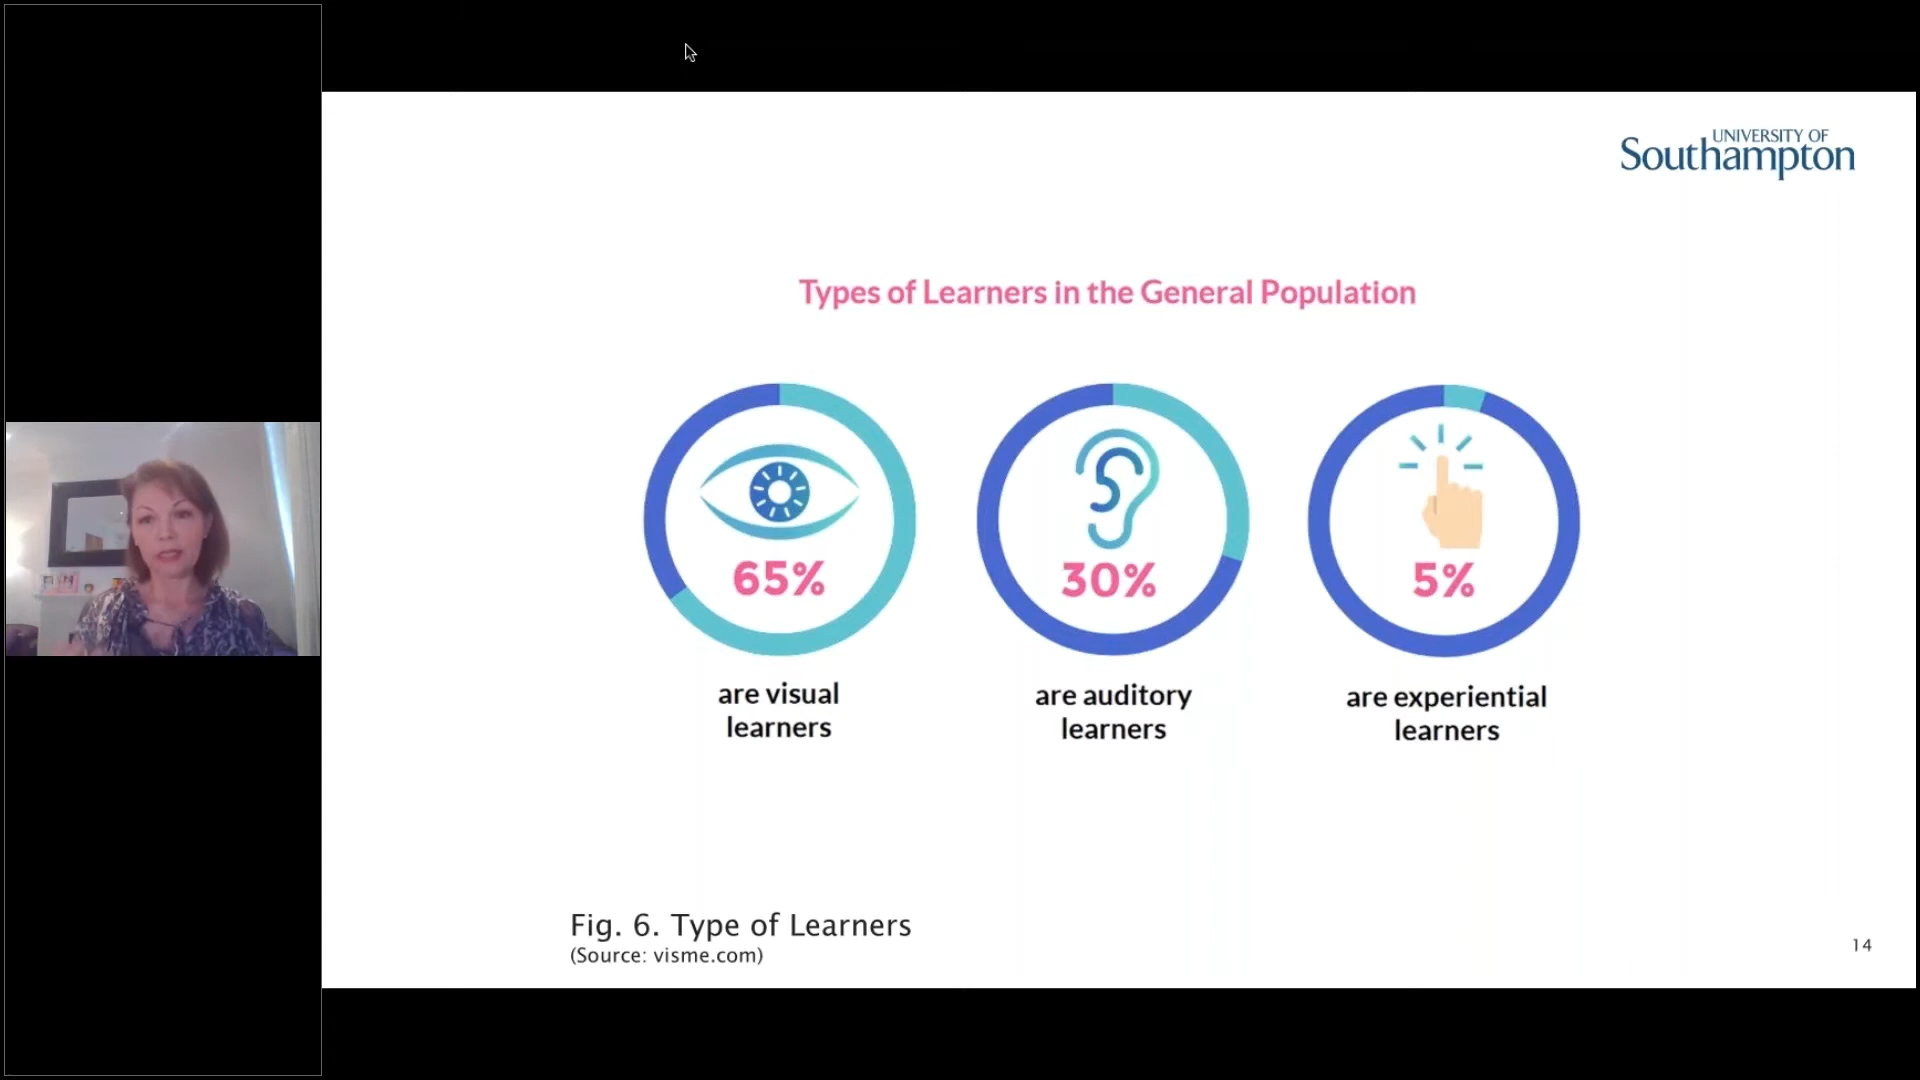 UNIVERSITY OF
Southampton
Types of Learners in the General Population
65%
are visual
learners
30%
are auditory
learners
5%
are experiential
learners
Fig. 6. Type of Learners
(Source: visme.com)
14